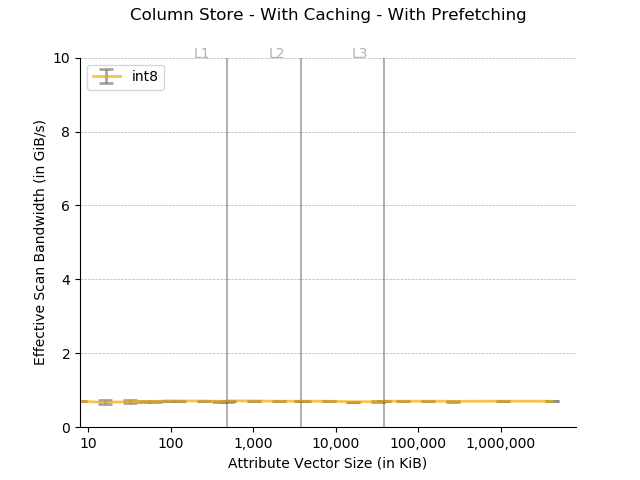 Column Store - With Caching - With Prefetching
L1 L2 L3
int8
Effective Scan Bandwidth (in GiB/s)
10
8
6
4
2
0
10 100 1,000 10,000 100,000 1,000,000
Attribute Vector Size (in KiB)